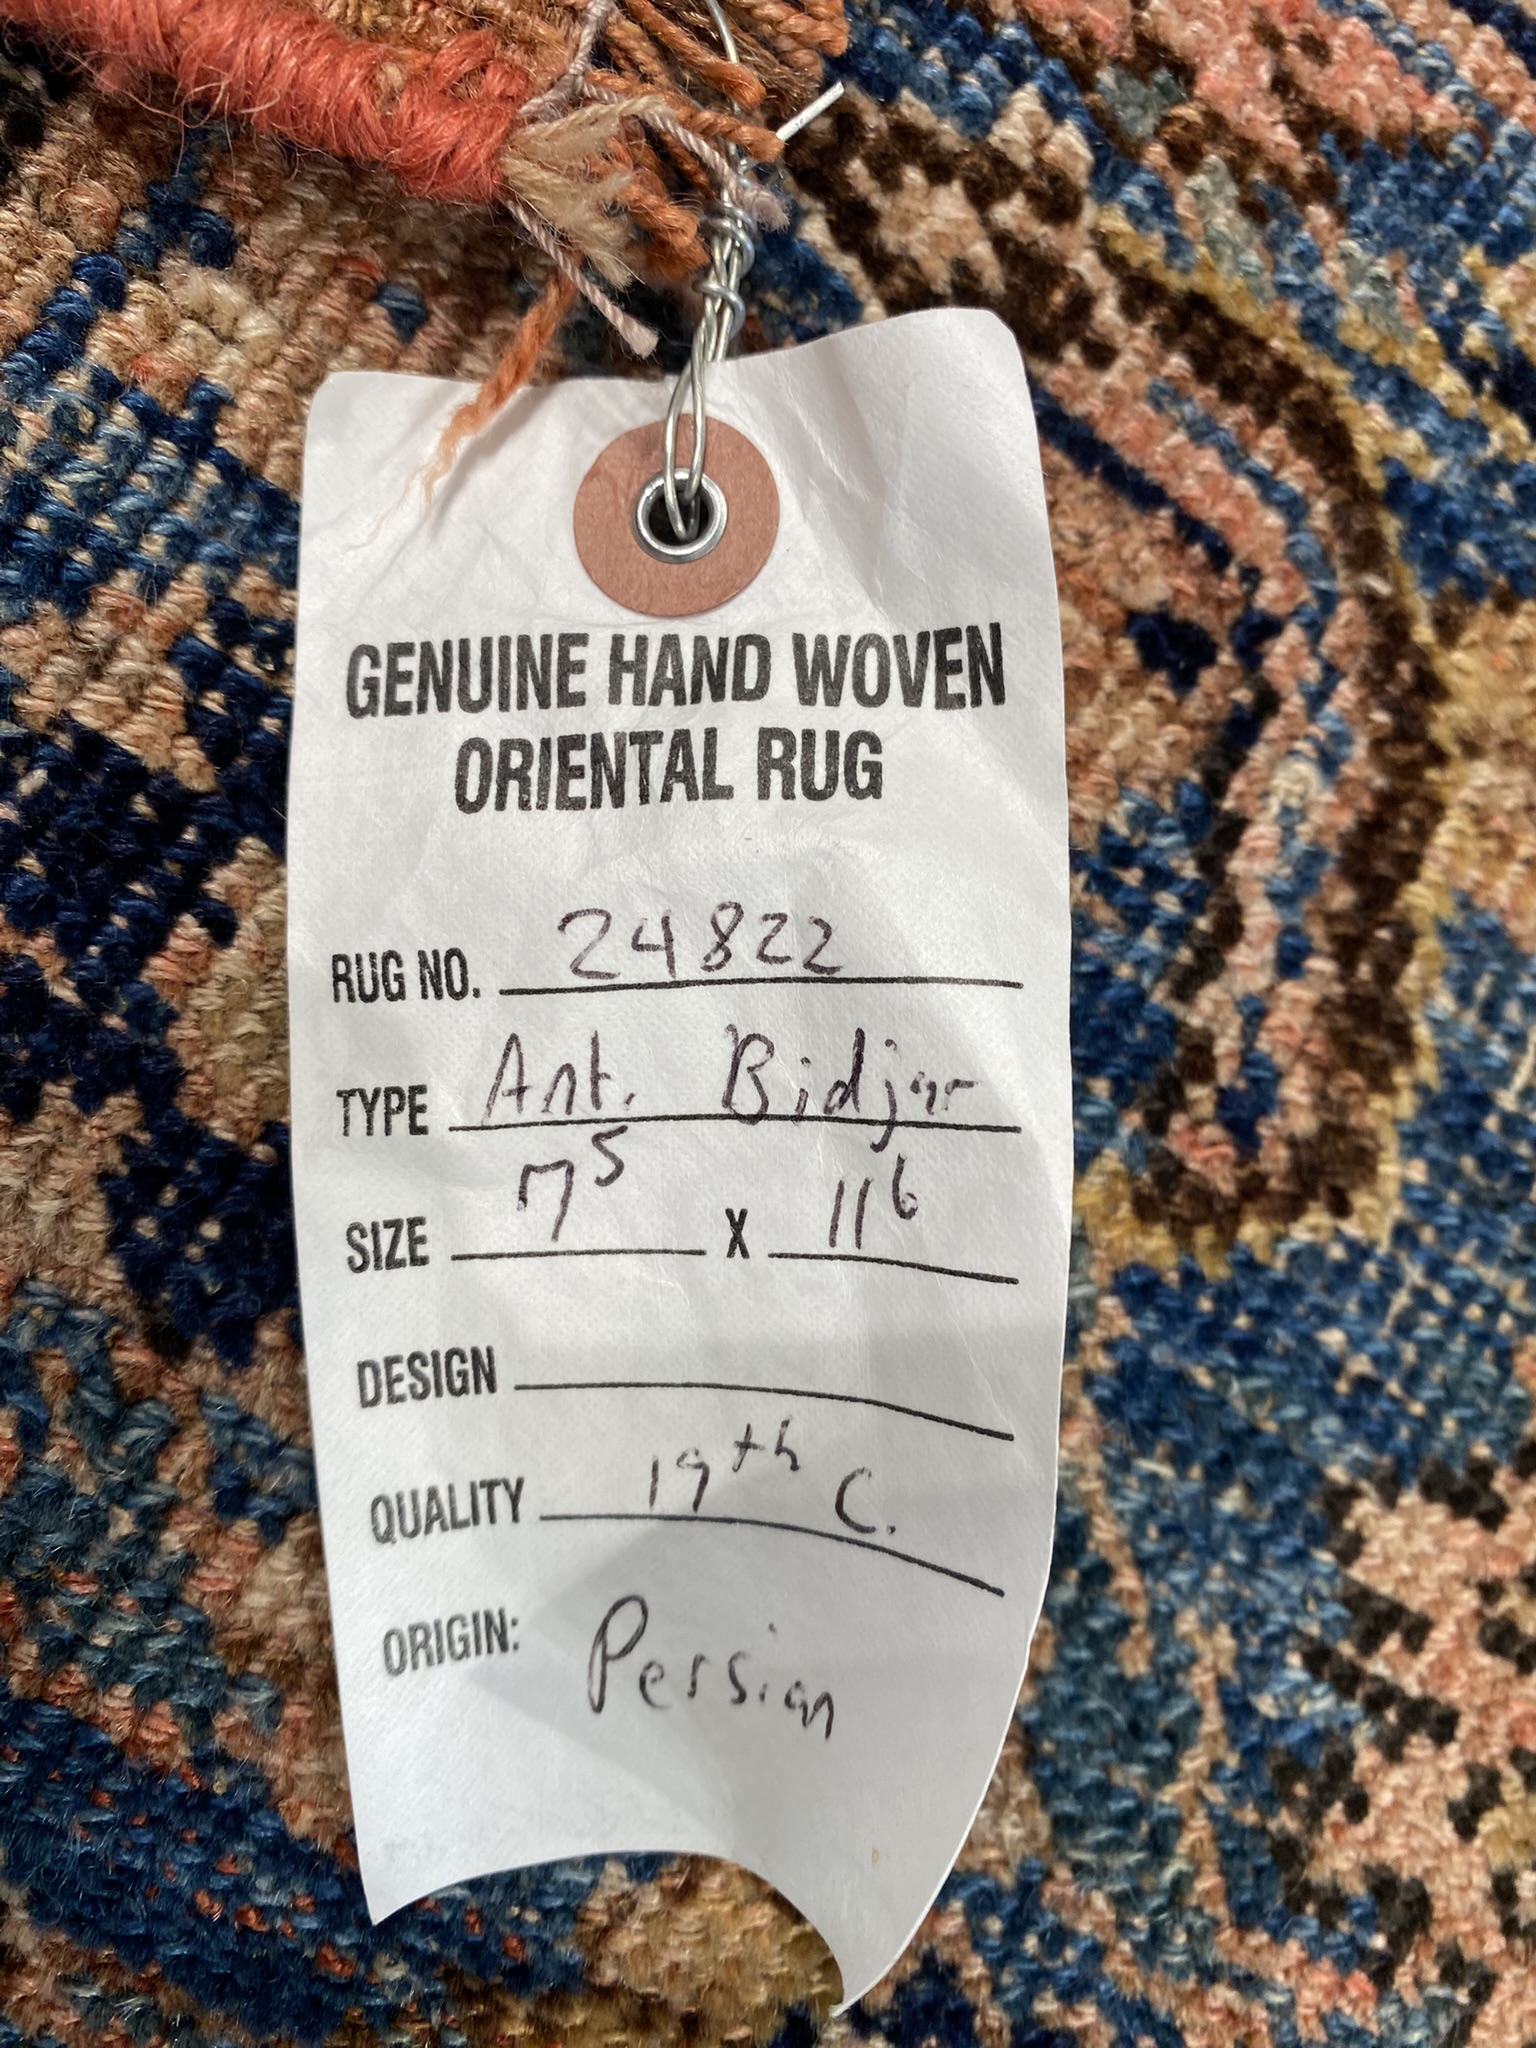 GENUINE HAND WOVEN
ORIENTAL RUG
RUG NO. 24822
TYPE Ant. Bidjar
SIZE 7⁵ X 11⁶
DESIGN
QUALITY 19th C.
ORIGIN: Persian